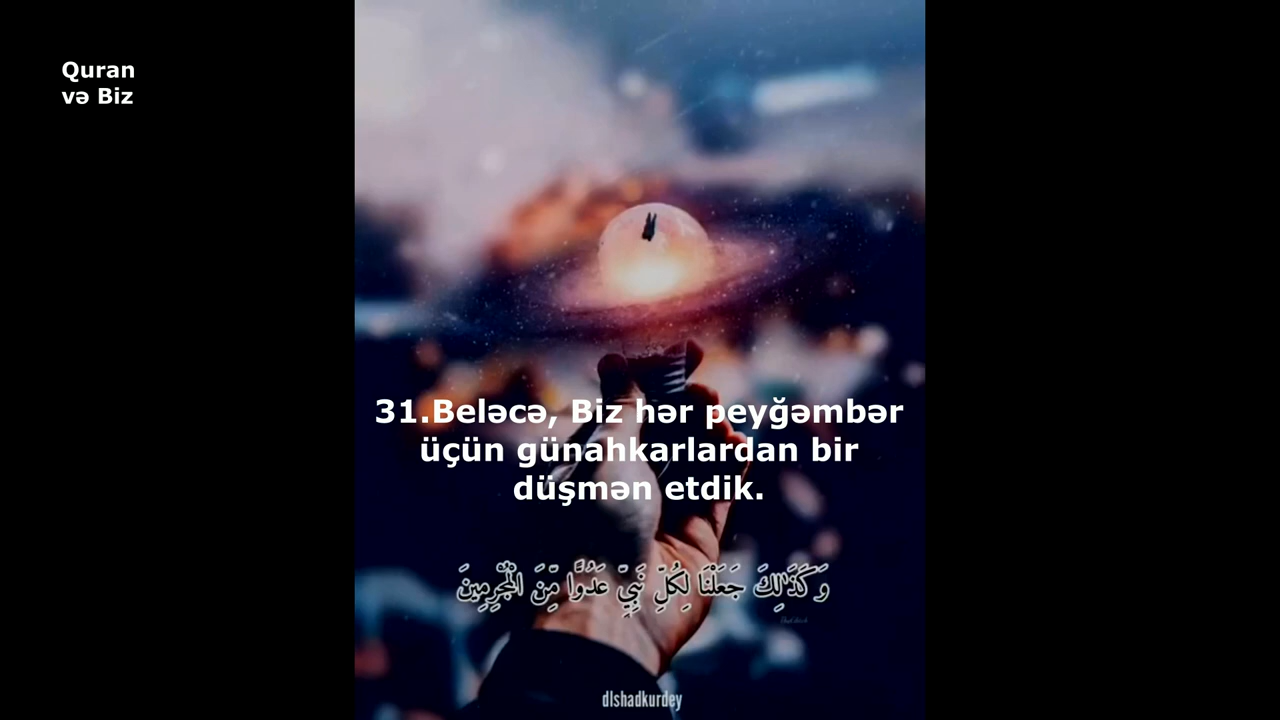 Quran
və Biz
31.Beləcə, Biz hər peyğəmbər
üçün günahkarlardan bir
düşmən etdik.
وَكَذَٰلِكَ جَعَلْنَا لِكُلِّ نَبِيٍّ عَدُوًّا مِّنَ الْمُجْرِمِينَ
dlshadkurdey